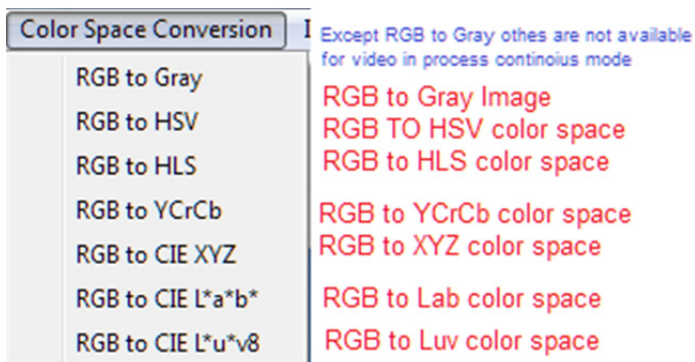 Color Space Conversion
RGB to Gray
RGB to HSV
RGB to HLS
RGB to YCrCb
RGB to CIE XYZ
RGB to CIE L*a*b*
RGB to CIE L*u*v8
Except RGB to Gray othes are not available
for video in process continoius mode
RGB to Gray Image
RGB TO HSV color space
RGB to HLS color space
RGB to YCrCb color space
RGB to XYZ color space
RGB to Lab color space
RGB to Luv color space